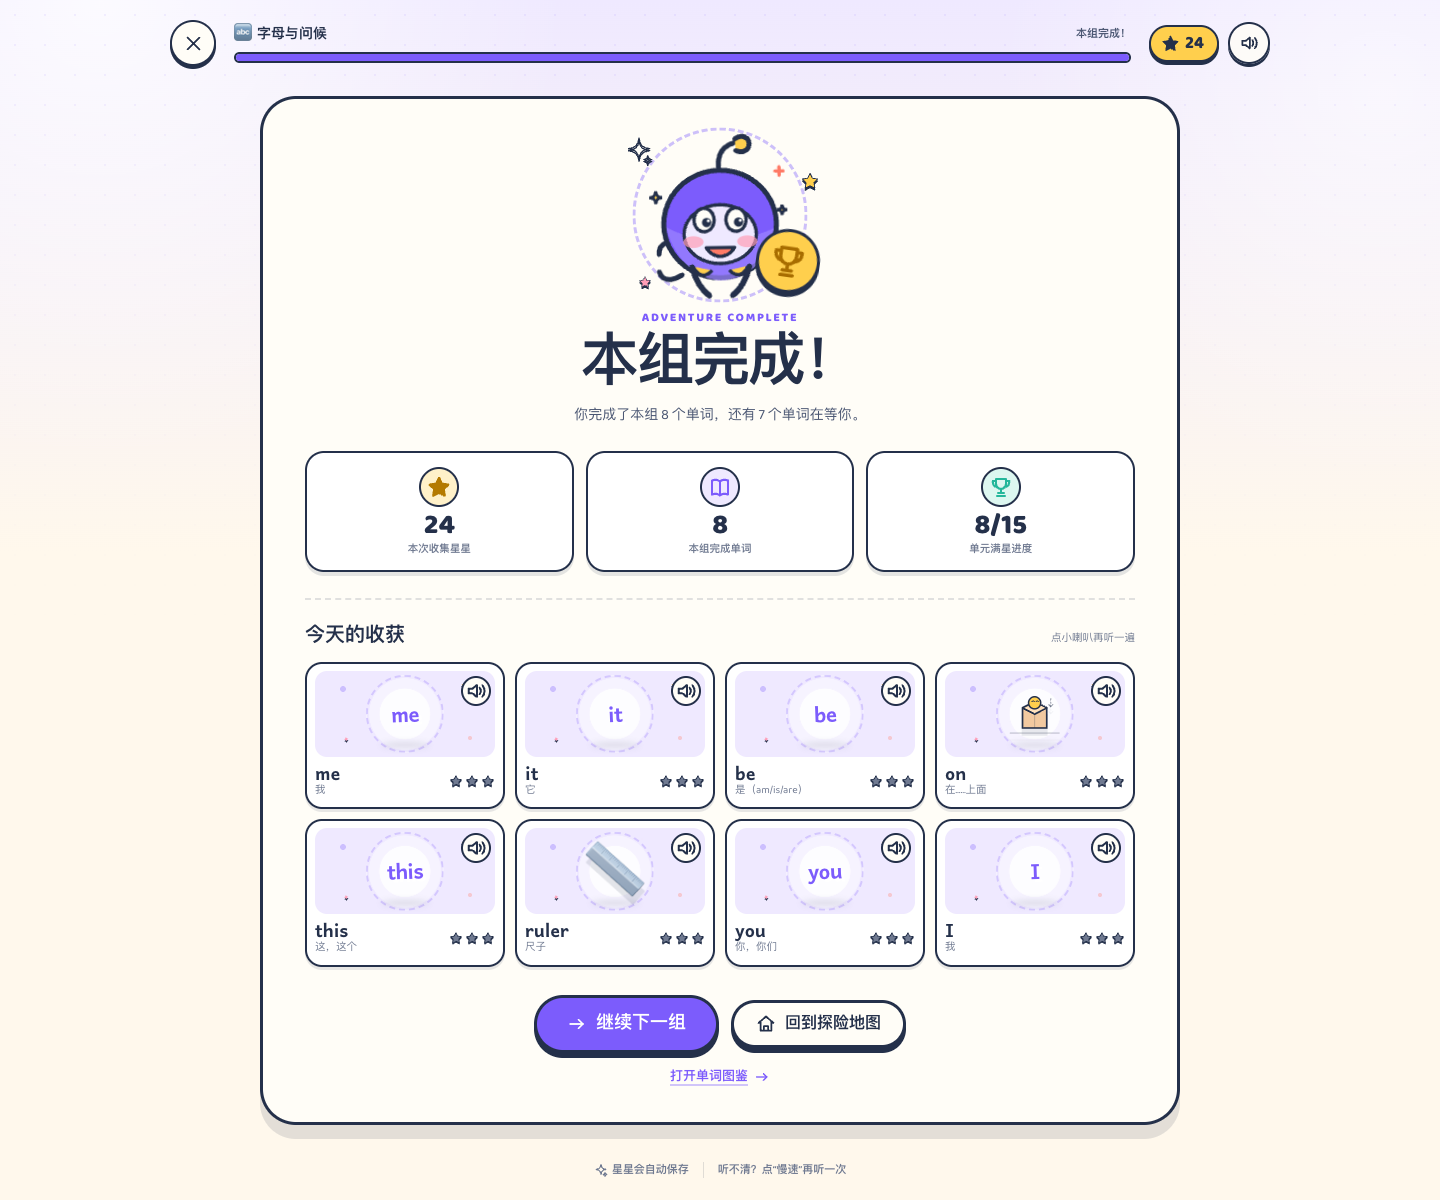 abc 字母与问候
本组完成！
24
ADVENTURE COMPLETE
本组完成！
你完成了本组 8 个单词，还有 7 个单词在等你。
24
本次收集星星
8
本组完成单词
8/15
单元满星进度
今天的收获
点小喇叭再听一遍
me
me
我
it
it
它
be
be
是（am/is/are）
on
在……上面
this
this
这，这个
ruler
尺子
you
you
你，你们
I
I
我
继续下一组
回到探险地图
打开单词图鉴
星星会自动保存
听不清？点“慢速”再听一次